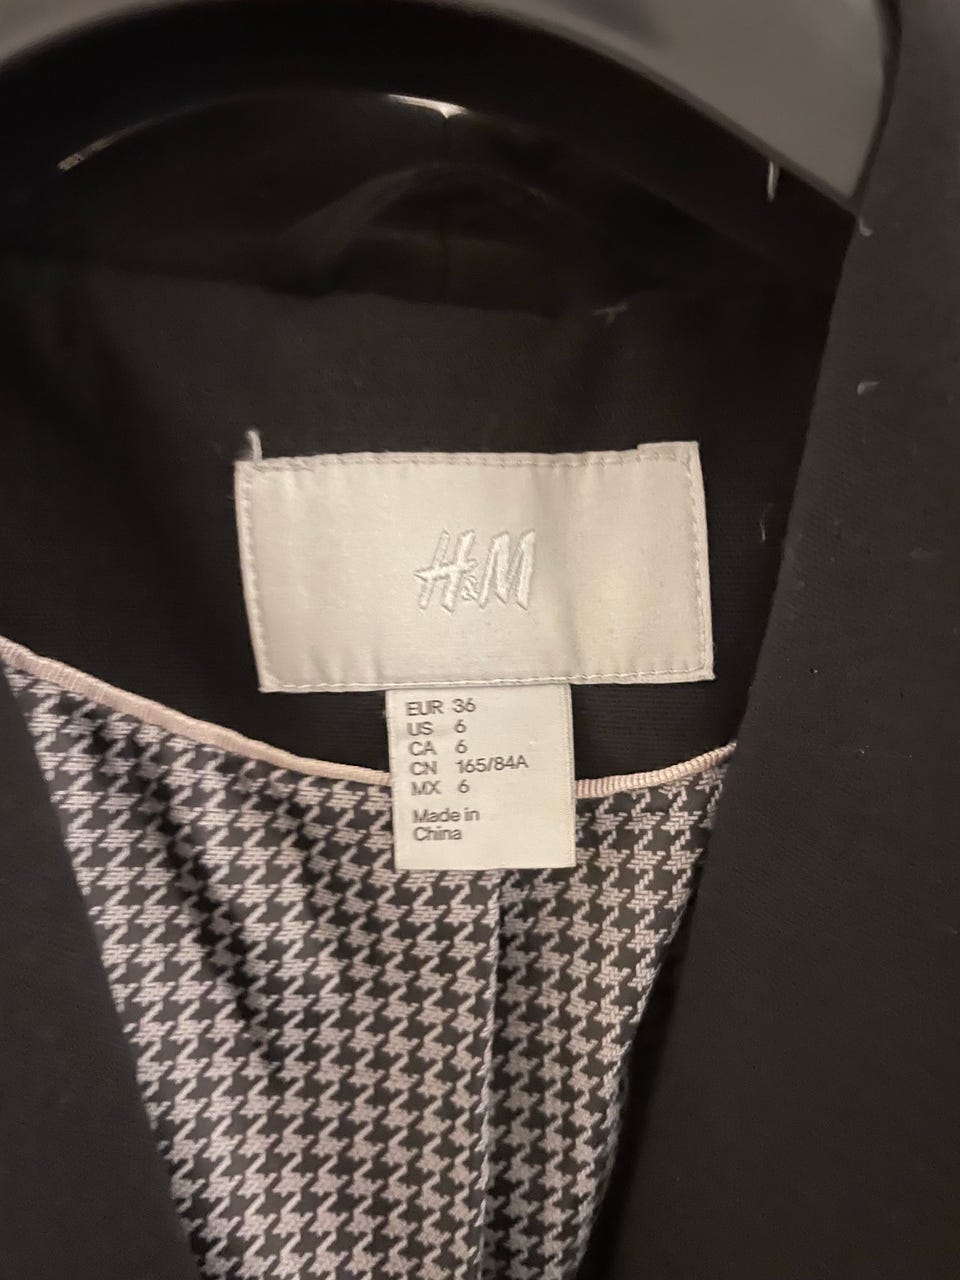 H&M
EUR 36
US 6
CA 6
CN 165/84A
MX 6
Made in
China